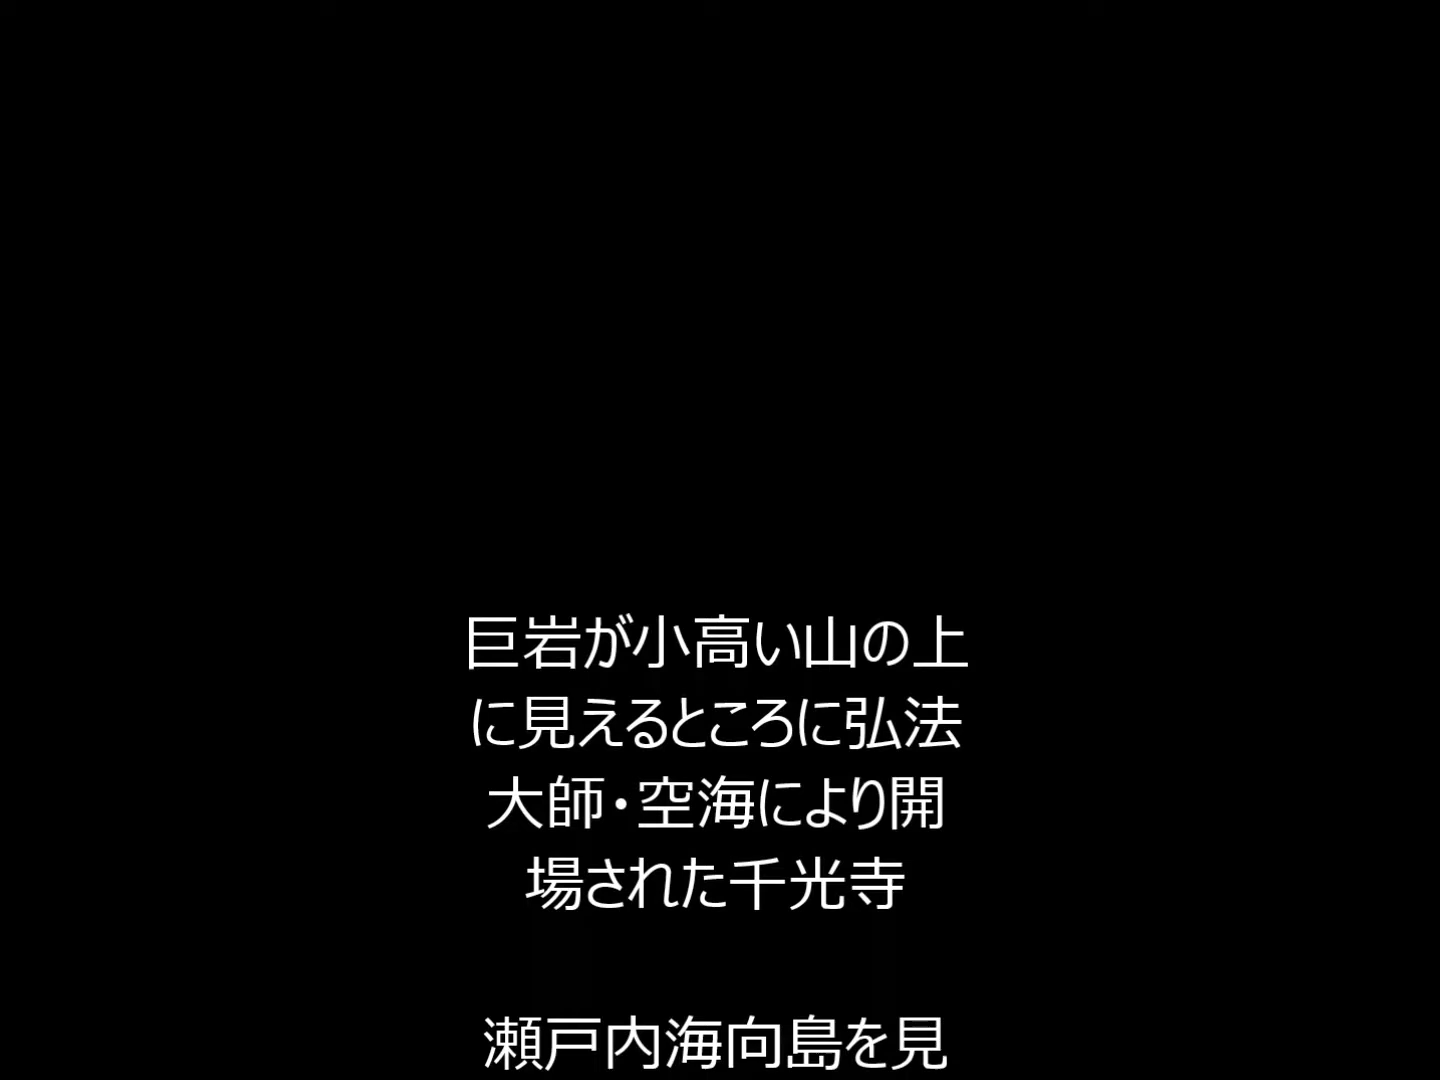 巨岩が小高い山の上
に見えるところに弘法
大師・空海により開
場された千光寺
瀬戸内海向島を見